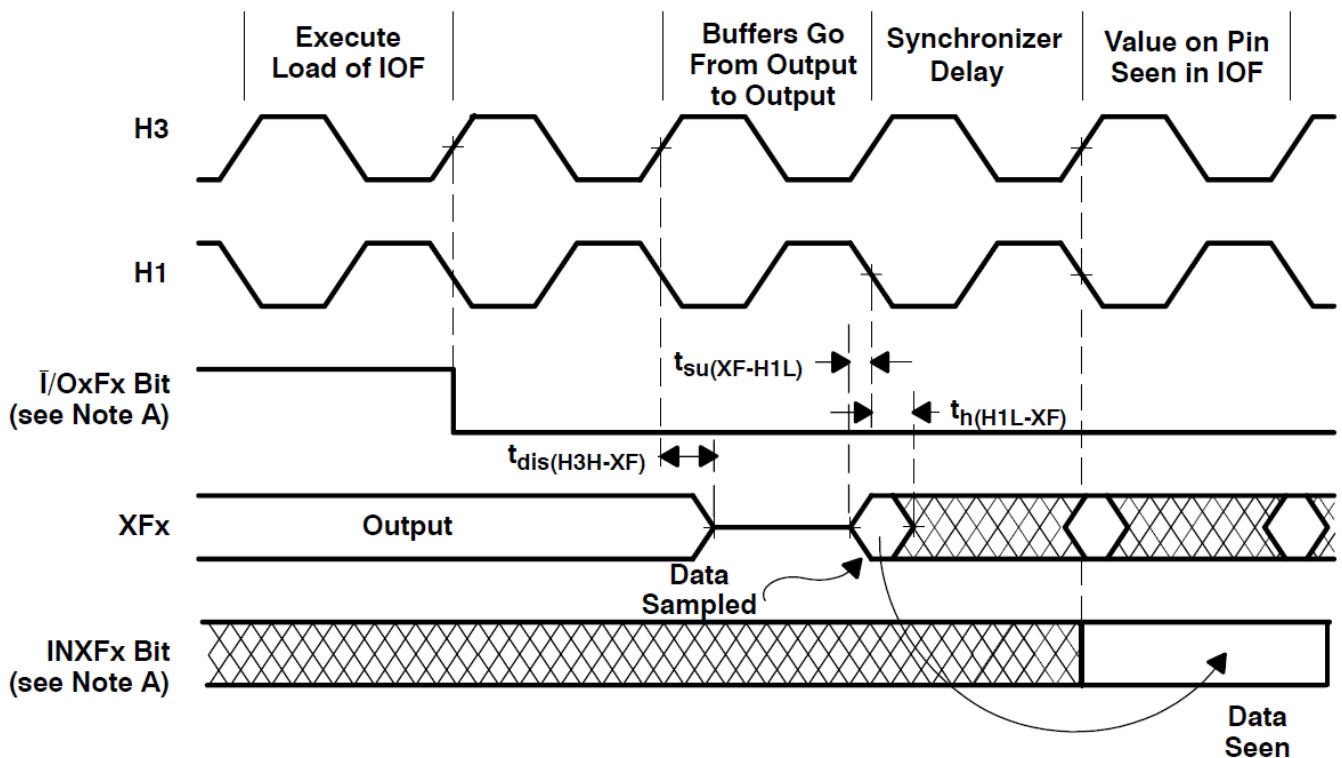 Execute
Load of IOF
Buffers Go
From Output
to Output
Synchronizer
Delay
Value on Pin
Seen in IOF
H3
H1
Ī/OxFx Bit
(see Note A)
tsu(XF-H1L)
th(H1L-XF)
tdis(H3H-XF)
XFx
Output
Data
Sampled
INXFx Bit
(see Note A)
Data
Seen